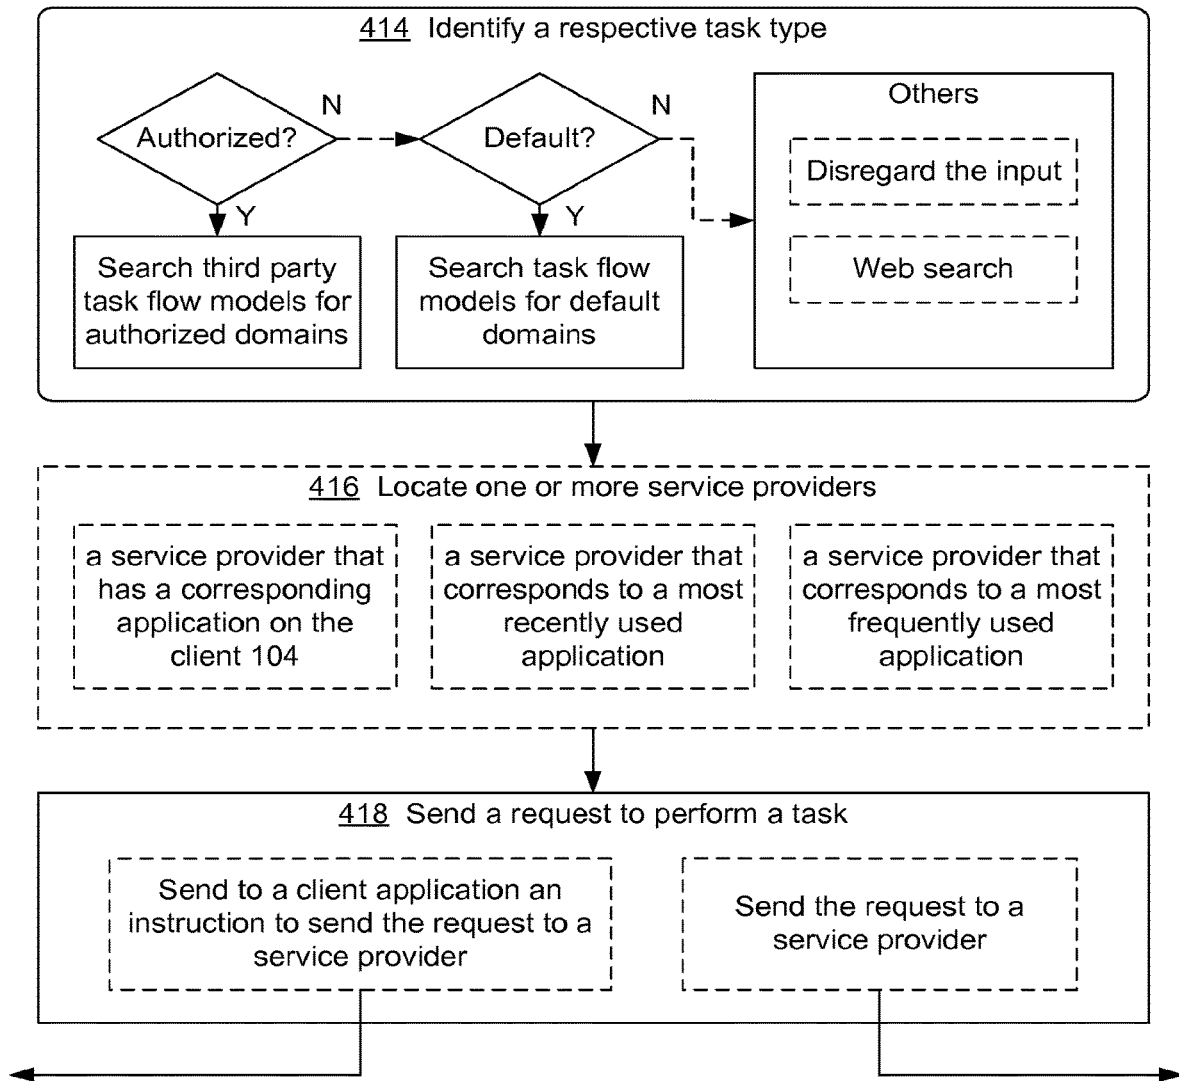 414 Identify a respective task type
Authorized?
N
Y
Default?
N
Y
Search third party
task flow models for
authorized domains
Search task flow
models for default
domains
Others
Disregard the input
Web search
416 Locate one or more service providers
a service provider that
has a corresponding
application on the
client 104
a service provider that
corresponds to a most
recently used
application
a service provider that
corresponds to a most
frequently used
application
418 Send a request to perform a task
Send to a client application an
instruction to send the request to a
service provider
Send the request to a
service provider